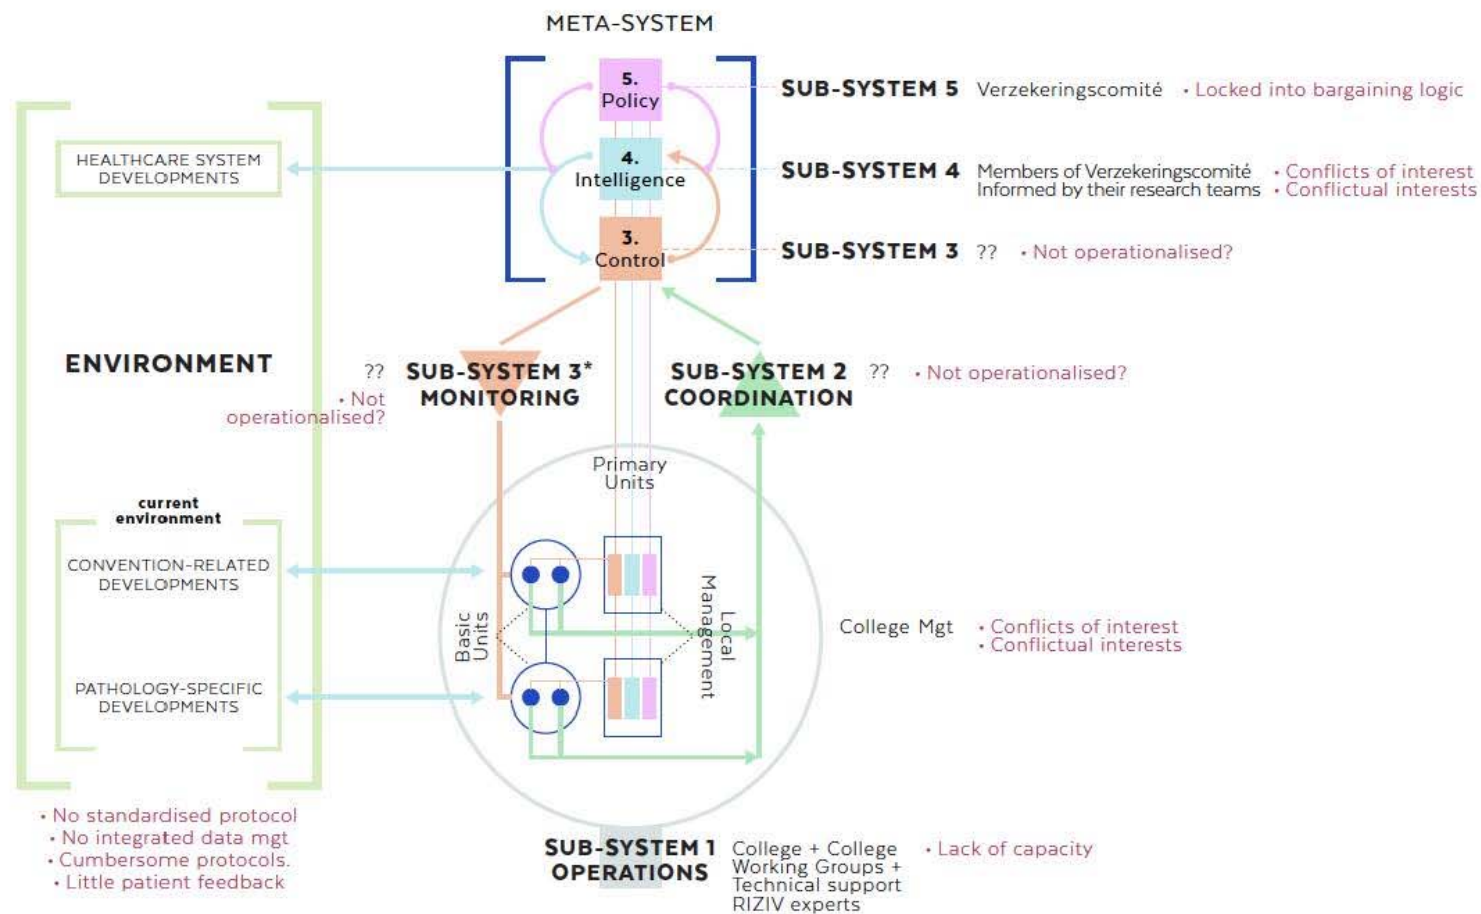 META-SYSTEM
5.
Policy
SUB-SYSTEM 5 Verzekeringscomité • Locked into bargaining logic
HEALTHCARE SYSTEM
DEVELOPMENTS
4.
Intelligence
SUB-SYSTEM 4 Members of Verzekeringscomité • Conflicts of interest
Informed by their research teams • Conflictual interests
3.
Control
SUB-SYSTEM 3 ?? • Not operationalised?
ENVIRONMENT
?? SUB-SYSTEM 3*
MONITORING
• Not
operationalised?
SUB-SYSTEM 2 ?? • Not operationalised?
COORDINATION
Primary
Units
current
environment
CONVENTION-RELATED
DEVELOPMENTS
Basic
Units
Local
Management
College Mgt • Conflicts of interest
• Conflictual interests
PATHOLOGY-SPECIFIC
DEVELOPMENTS
• No standardised protocol
• No integrated data mgt
• Cumbersome protocols.
• Little patient feedback
SUB-SYSTEM 1
OPERATIONS
College + College • Lack of capacity
Working Groups +
Technical support
RIZIV experts